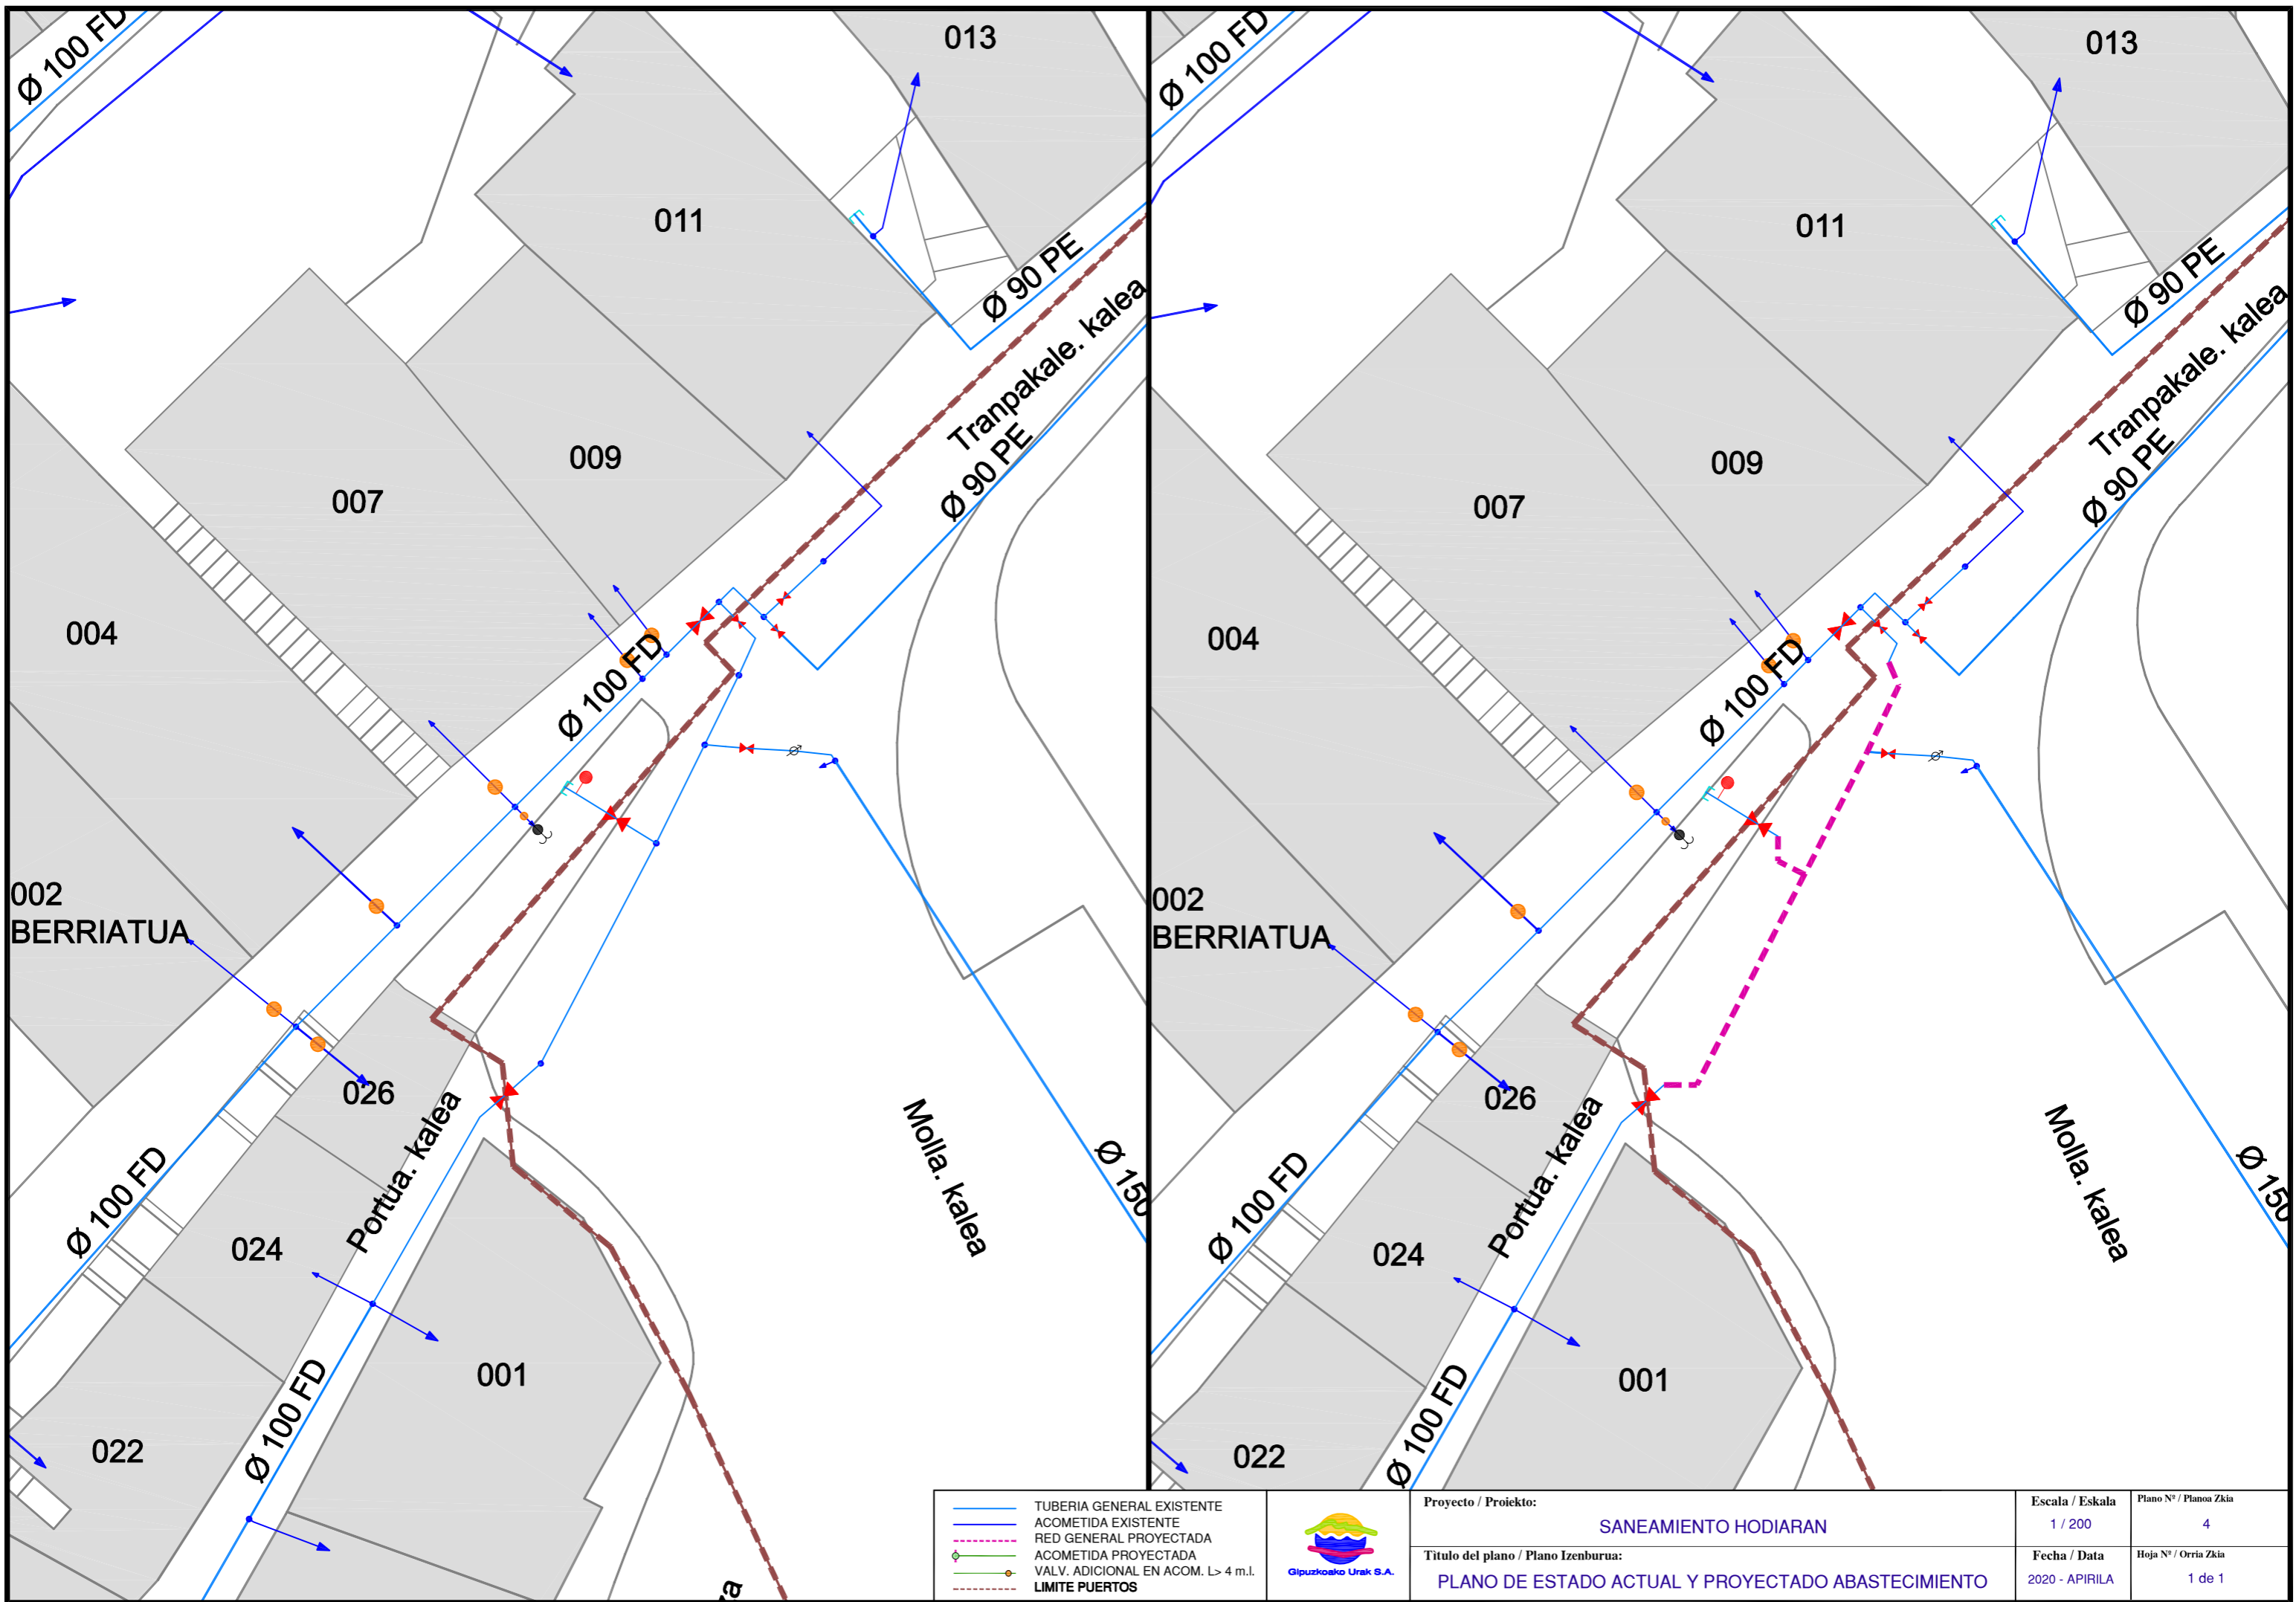 Ø 100 FD
013
011
Ø 90 PE
Tranpakale. kalea
009
Ø 90 PE
007
004
Ø 100 FD
002
BERRIATUA
026
Portua. kalea
Molla. kalea
Ø 150
Ø 100 FD
024
001
Ø 100 FD
022
Ø 100 FD
013
011
Ø 90 PE
Tranpakale. kalea
009
Ø 90 PE
007
004
Ø 100 FD
002
BERRIATUA
026
Portua. kalea
Molla. kalea
Ø 150
Ø 100 FD
024
001
Ø 100 FD
022
TUBERIA GENERAL EXISTENTE
ACOMETIDA EXISTENTE
RED GENERAL PROYECTADA
ACOMETIDA PROYECTADA
VALV. ADICIONAL EN ACOM. L> 4 m.l.
LIMITE PUERTOS
Gipuzkoako Urak S.A.
Proyecto / Proiekto:
SANEAMIENTO HODIARAN
Titulo del plano / Plano Izenburua:
PLANO DE ESTADO ACTUAL Y PROYECTADO ABASTECIMIENTO
Escala / Eskala
1 / 200
Plano Nº / Planoa Zkia
4
Fecha / Data
2020 - APIRILA
Hoja Nº / Orria Zkia
1 de 1